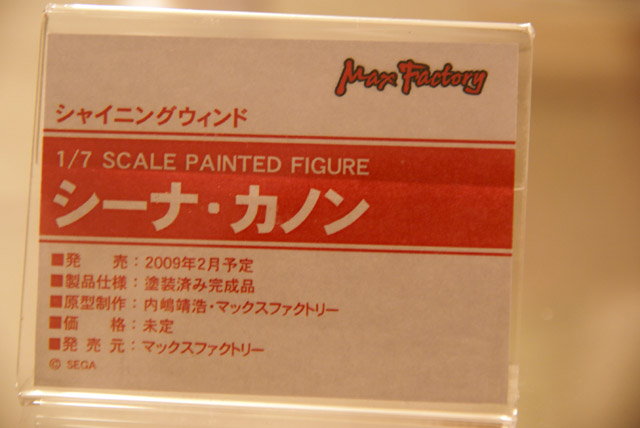 Max Factory
シャイニングウィンド
1/7 SCALE PAINTED FIGURE
シーナ・カノン
■発　売：2009年2月予定
■製品仕様：塗装済み完成品
■原型制作：内嶋靖浩・マックスファクトリー
■価　格：未定
■発 売 元：マックスファクトリー
© SEGA